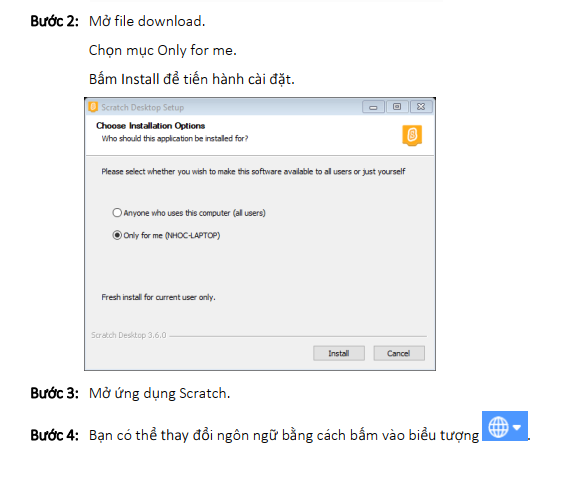 Bước 2: Mở file download.
Chọn mục Only for me.
Bấm Install để tiến hành cài đặt.
Scratch Desktop Setup
Choose Installation Options
Who should this application be installed for?
Please select whether you wish to make this software available to all users or just yourself
Anyone who uses this computer (all users)
Only for me (NHOC-LAPTOP)
Fresh install for current user only.
Scratch Desktop 3.6.0
Install Cancel
Bước 3: Mở ứng dụng Scratch.
Bước 4: Bạn có thể thay đổi ngôn ngữ bằng cách bấm vào biểu tượng .